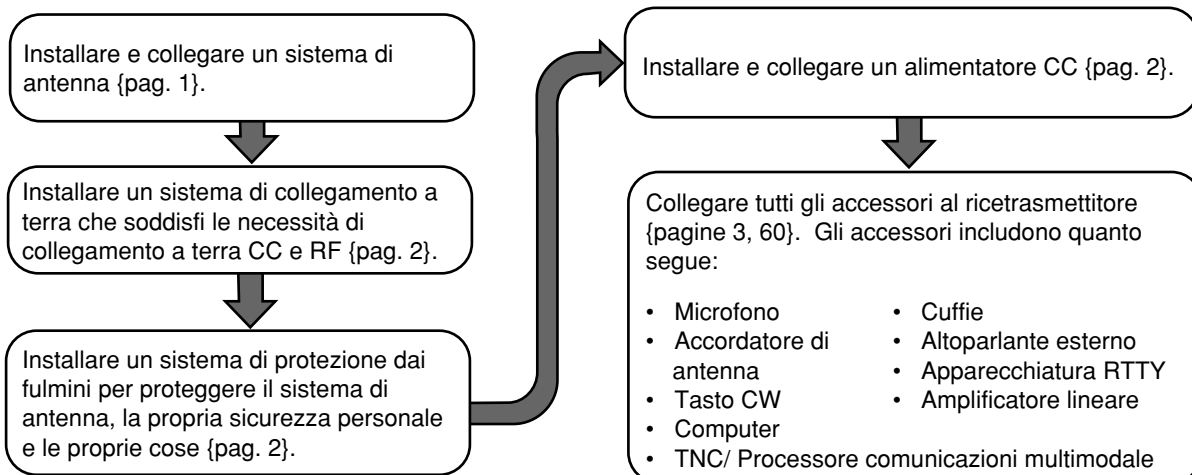 Installare e collegare un sistema di
antenna {pag. 1}.
Installare un sistema di collegamento a
terra che soddisfi le necessità di
collegamento a terra CC e RF {pag. 2}.
Installare un sistema di protezione dai
fulmini per proteggere il sistema di
antenna, la propria sicurezza personale
e le proprie cose {pag. 2}.
Installare e collegare un alimentatore CC {pag. 2}.
Collegare tutti gli accessori al ricetrasmettitore
{pagine 3, 60}.  Gli accessori includono quanto
segue:
• Microfono
• Accordatore di
antenna
• Tasto CW
• Computer
• TNC/ Processore comunicazioni multimodale
• Cuffie
• Altoparlante esterno
• Apparecchiatura RTTY
• Amplificatore lineare